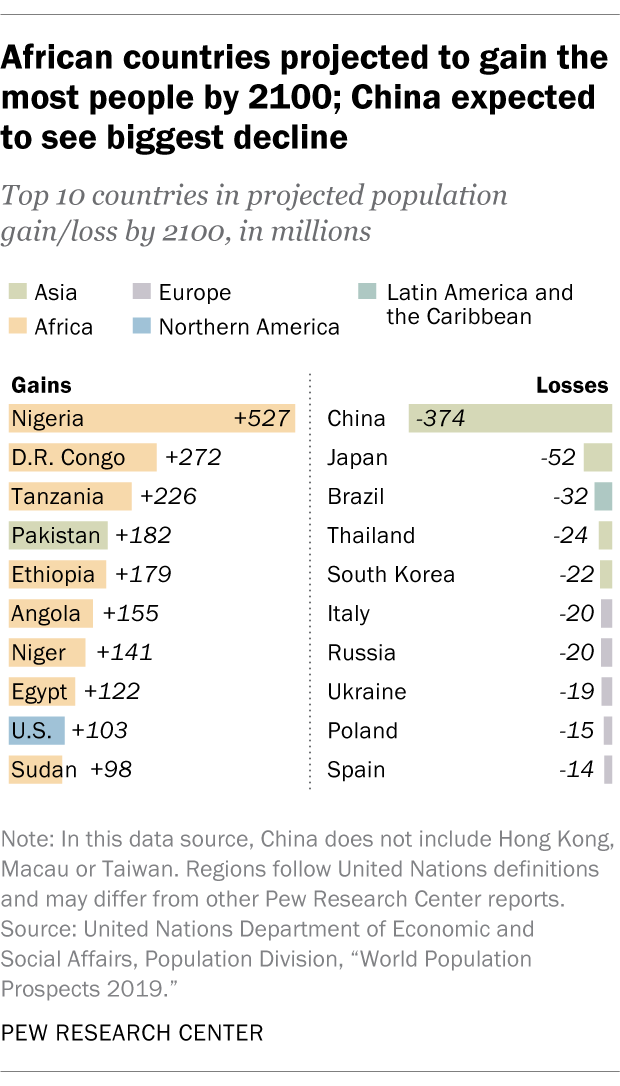 African countries projected to gain the
most people by 2100; China expected
to see biggest decline
Top 10 countries in projected population
gain/loss by 2100, in millions
Asia
Europe
Latin America and
the Caribbean
Africa
Northern America
Gains
Losses
Nigeria +527
China -374
D.R. Congo +272
Japan -52
Tanzania +226
Brazil -32
Pakistan +182
Thailand -24
Ethiopia +179
South Korea -22
Angola +155
Italy -20
Niger +141
Russia -20
Egypt +122
Ukraine -19
U.S. +103
Poland -15
Sudan +98
Spain -14
Note: In this data source, China does not include Hong Kong,
Macau or Taiwan. Regions follow United Nations definitions
and may differ from other Pew Research Center reports.
Source: United Nations Department of Economic and
Social Affairs, Population Division, “World Population
Prospects 2019.”
PEW RESEARCH CENTER